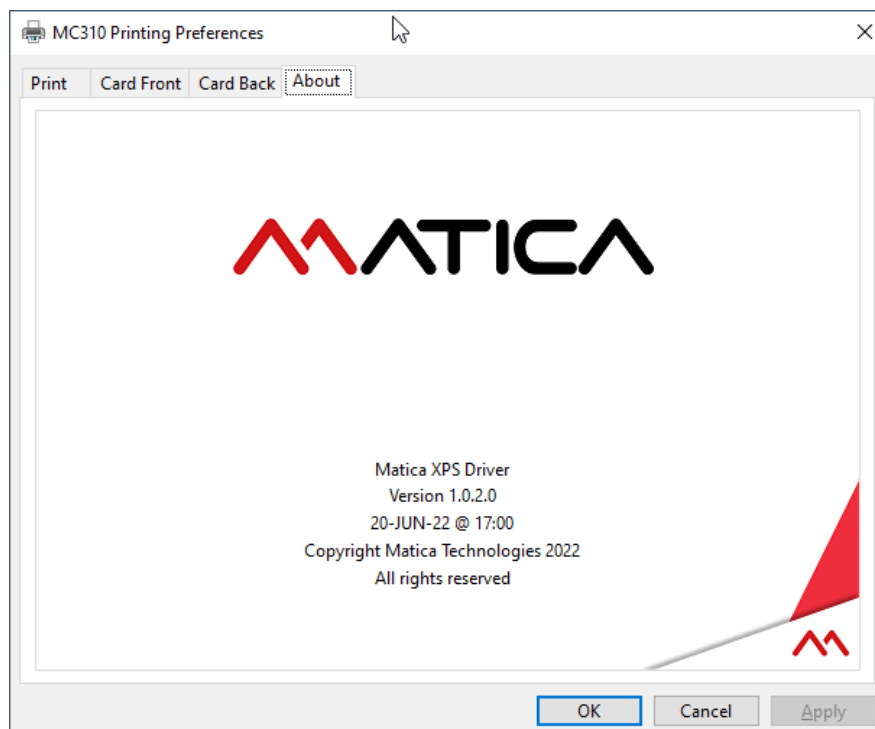 MC310 Printing Preferences
Print Card Front Card Back About
MATICA
Matica XPS Driver
Version 1.0.2.0
20-JUN-22 @ 17:00
Copyright Matica Technologies 2022
All rights reserved
OK Cancel Apply